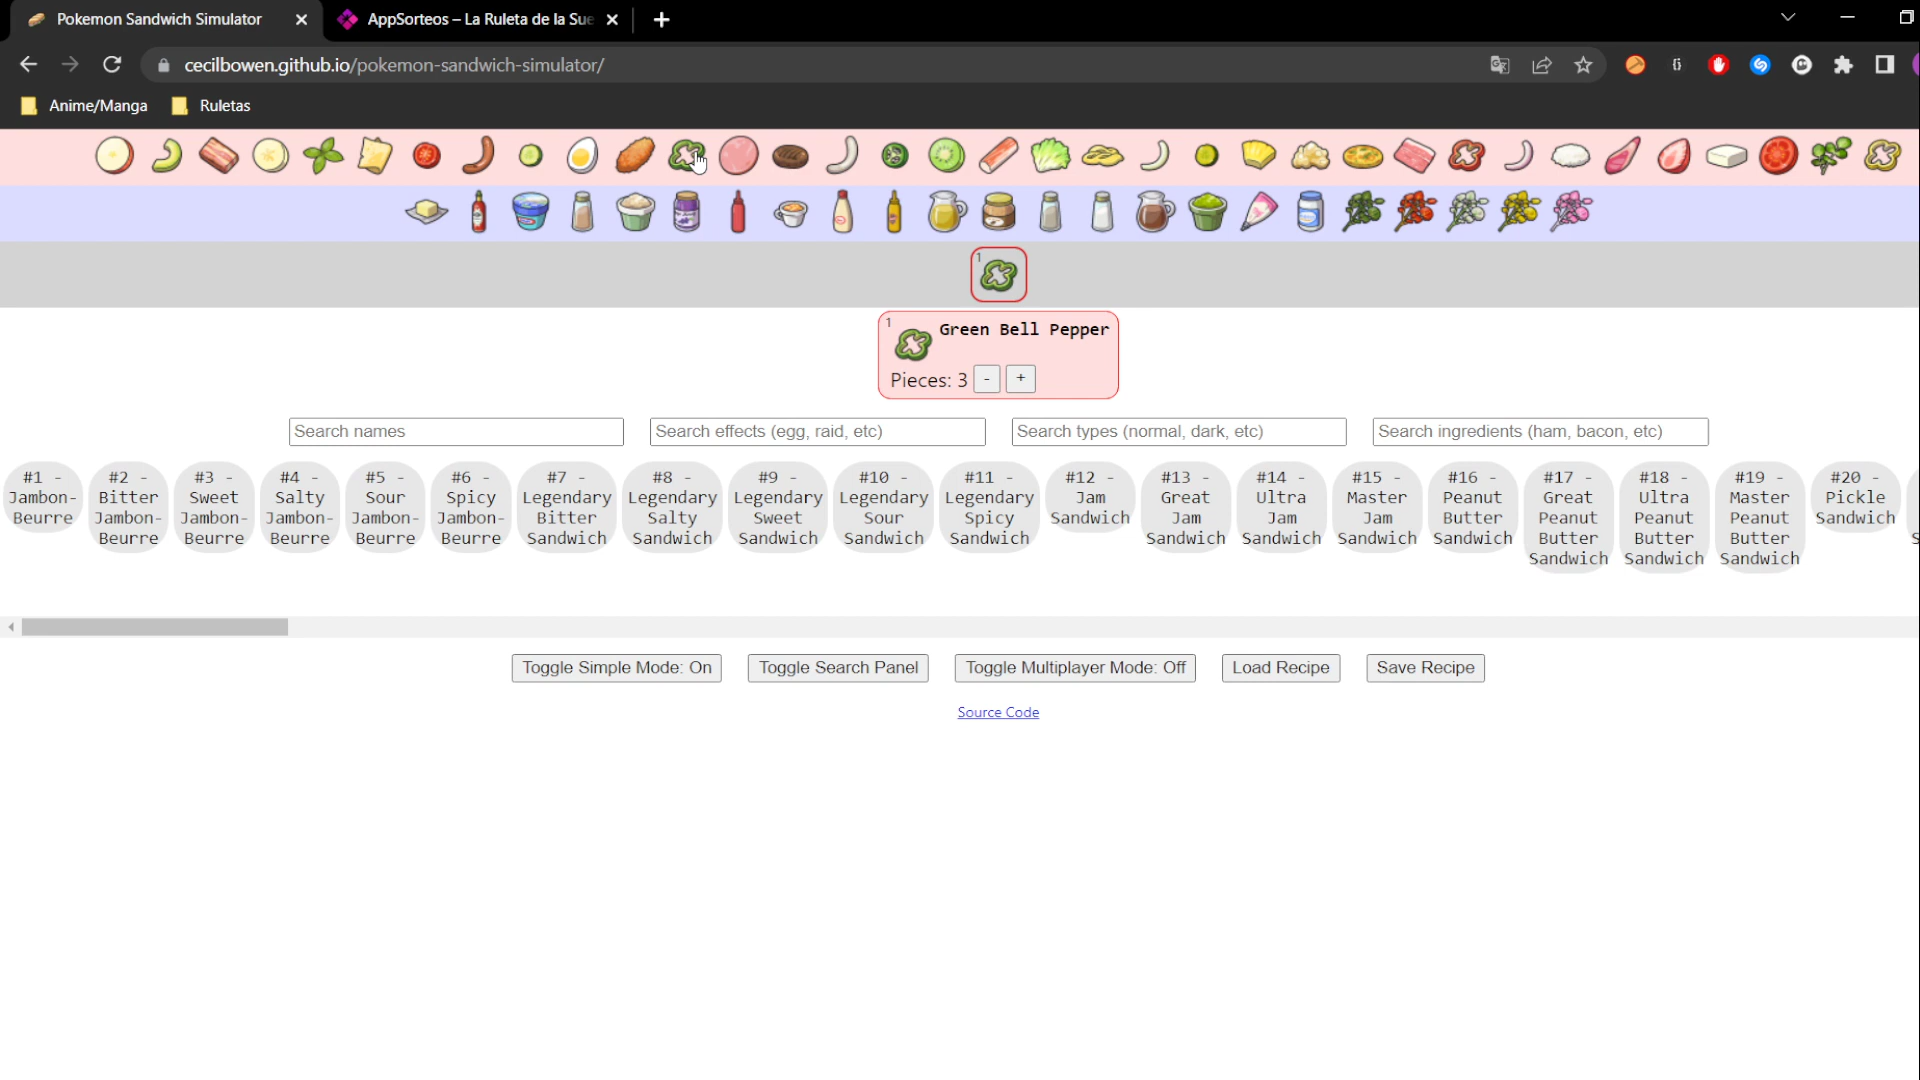 Pokemon Sandwich Simulator
AppSorteos – La Ruleta de la Sue
cecilbowen.github.io/pokemon-sandwich-simulator/
Anime/Manga
Ruletas
1
1
Green Bell Pepper
Pieces: 3 - +
Search names
Search effects (egg, raid, etc)
Search types (normal, dark, etc)
Search ingredients (ham, bacon, etc)
#1 -
Jambon-
Beurre
#2 -
Bitter
Jambon-
Beurre
#3 -
Sweet
Jambon-
Beurre
#4 -
Salty
Jambon-
Beurre
#5 -
Sour
Jambon-
Beurre
#6 -
Spicy
Jambon-
Beurre
#7 -
Legendary
Bitter
Sandwich
#8 -
Legendary
Salty
Sandwich
#9 -
Legendary
Sweet
Sandwich
#10 -
Legendary
Sour
Sandwich
#11 -
Legendary
Spicy
Sandwich
#12 -
Jam
Sandwich
#13 -
Great
Jam
Sandwich
#14 -
Ultra
Jam
Sandwich
#15 -
Master
Jam
Sandwich
#16 -
Peanut
Butter
Sandwich
#17 -
Great
Peanut
Butter
Sandwich
#18 -
Ultra
Peanut
Butter
Sandwich
#19 -
Master
Peanut
Butter
Sandwich
#20 -
Pickle
Sandwich
Toggle Simple Mode: On
Toggle Search Panel
Toggle Multiplayer Mode: Off
Load Recipe
Save Recipe
Source Code